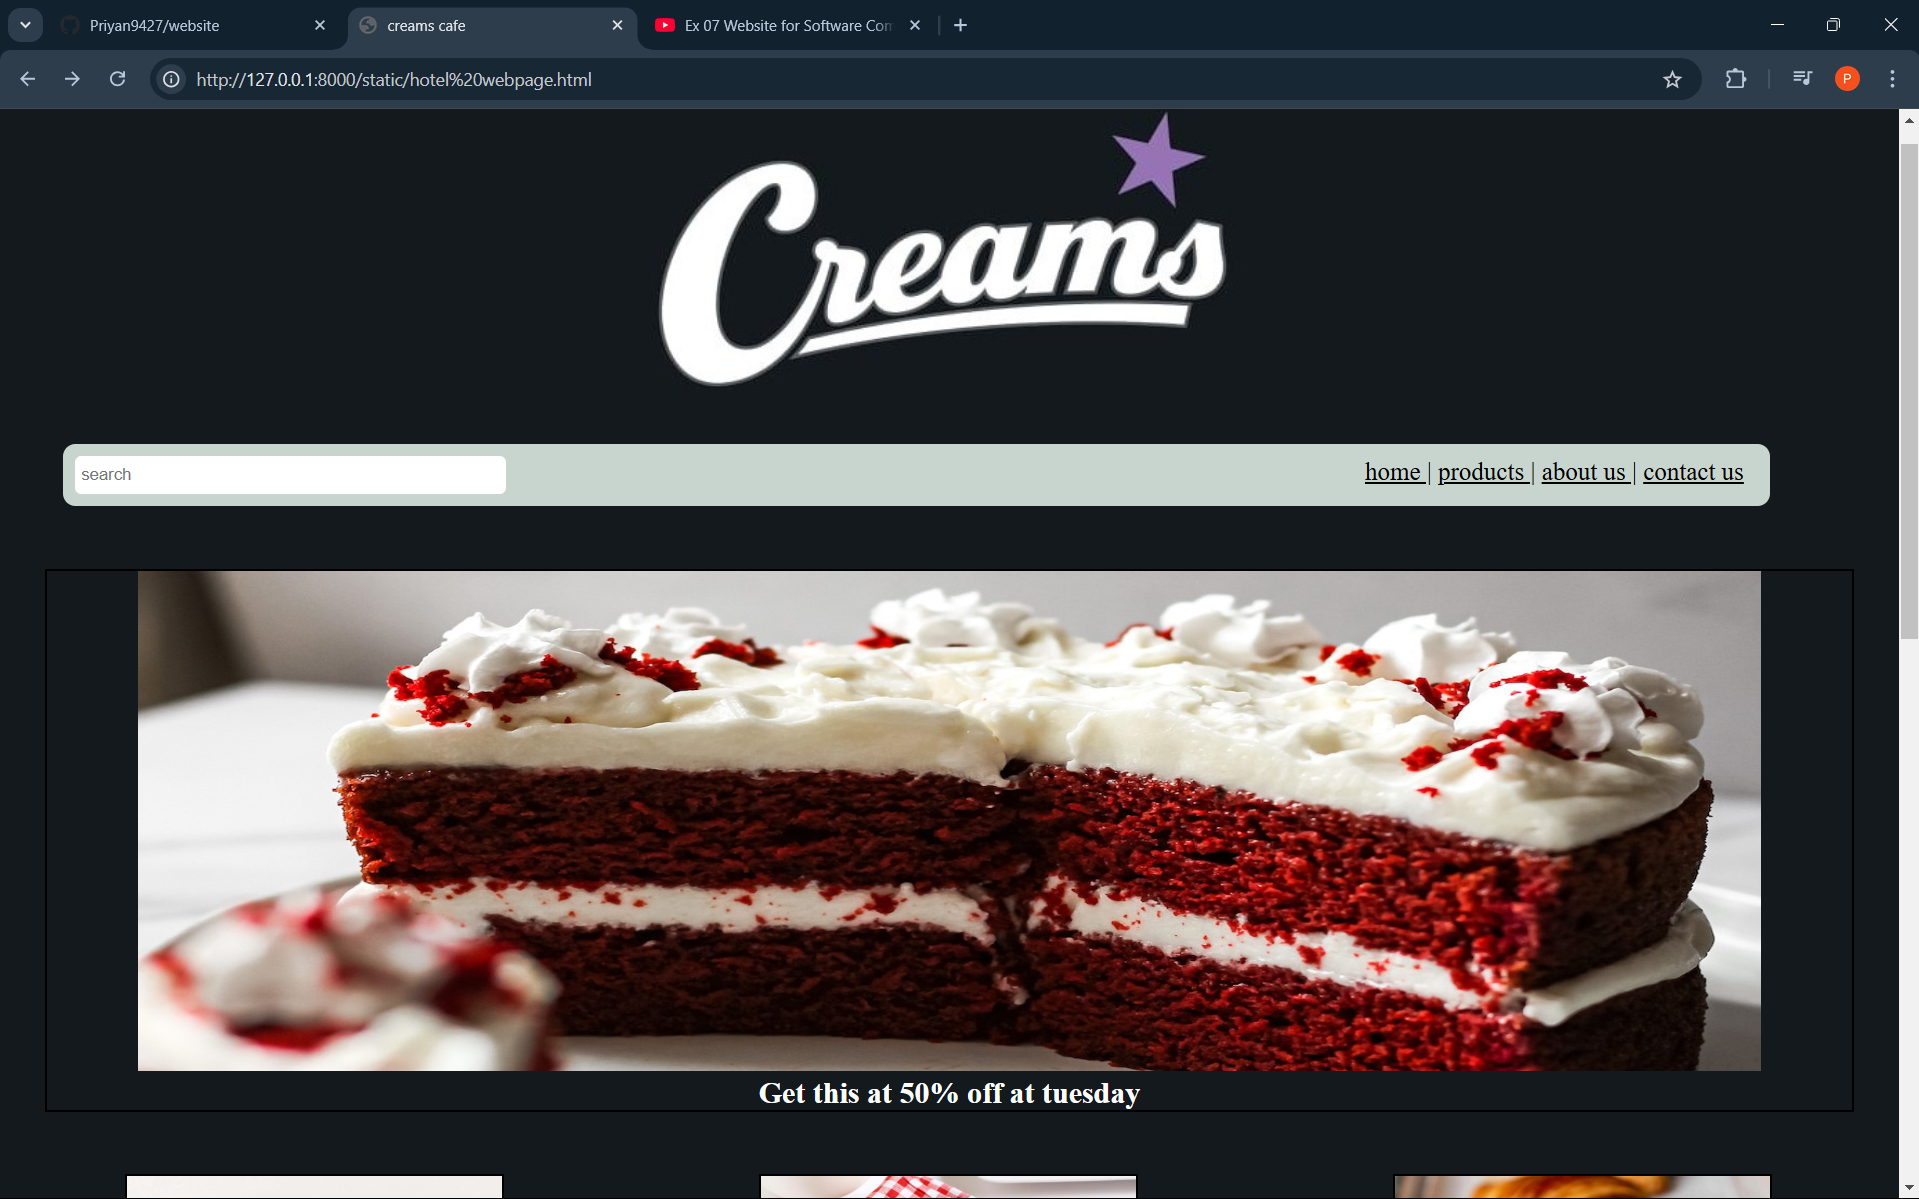 Priyan9427/website
creams cafe
Ex 07 Website for Software Con
http://127.0.0.1:8000/static/hotel%20webpage.html
P
Creams
search
home | products | about us | contact us
Get this at 50% off at tuesday